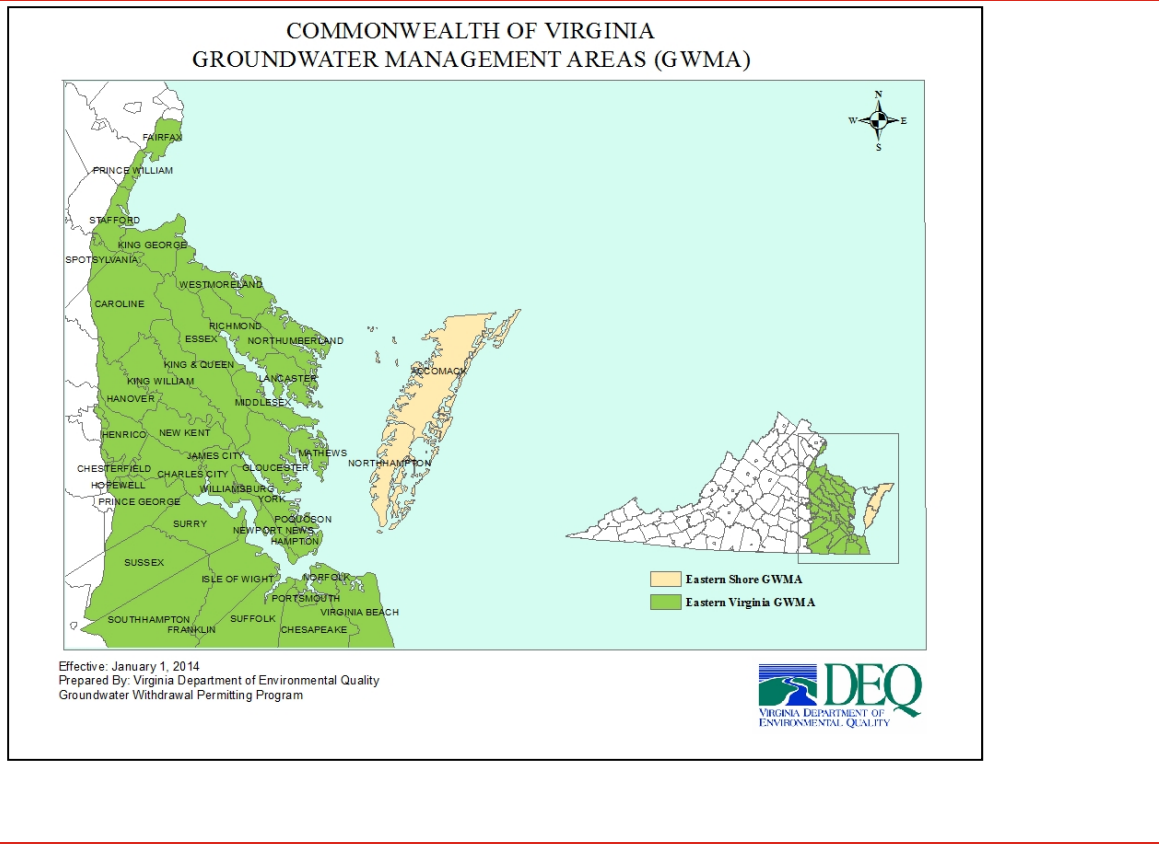 COMMONWEALTH OF VIRGINIA
GROUNDWATER MANAGEMENT AREAS (GWMA)
N
W E
S
FAIRFAX
PRINCE WILLIAM
STAFFORD
KING GEORGE
SPOTSYLVANIA
WESTMORELAND
CAROLINE
RICHMOND
ESSEX
NORTHUMBERLAND
KING & QUEEN
ACCOMACK
KING WILLIAM
LANCASTER
HANOVER
MIDDLESEX
HENRICO
NEW KENT
JAMES CITY
MATHEWS
NORTHHAMPTON
CHESTERFIELD
GLOUCESTER
CHARLES CITY
HOPEWELL
WILLIAMSBURG
PRINCE GEORGE
YORK
SURRY
POQUOSON
NEWPORT NEWS
HAMPTON
SUSSEX
ISLE OF WIGHT
NORFOLK
PORTSMOUTH
VIRGINIA BEACH
SOUTHHAMPTON
SUFFOLK
FRANKLIN
CHESAPEAKE
Eastern Shore GWMA
Eastern Virginia GWMA
Effective: January 1, 2014
Prepared By: Virginia Department of Environmental Quality
Groundwater Withdrawal Permitting Program
DEQ
VIRGINIA DEPARTMENT OF
ENVIRONMENTAL QUALITY